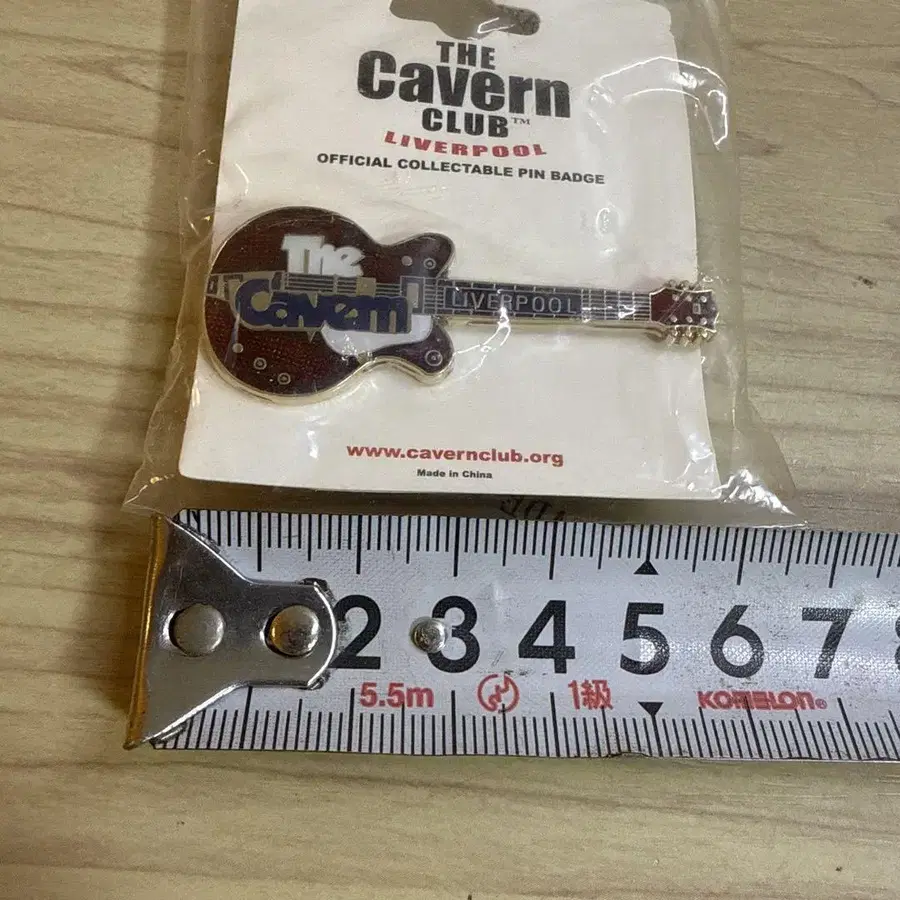 THE
Cavern
CLUB™
LIVERPOOL
OFFICIAL COLLECTABLE PIN BADGE
The
Cavern
LIVERPOOL
www.cavernclub.org
Made in China
2 3 4 5 6 7
5.5m 1級 KOMELON®